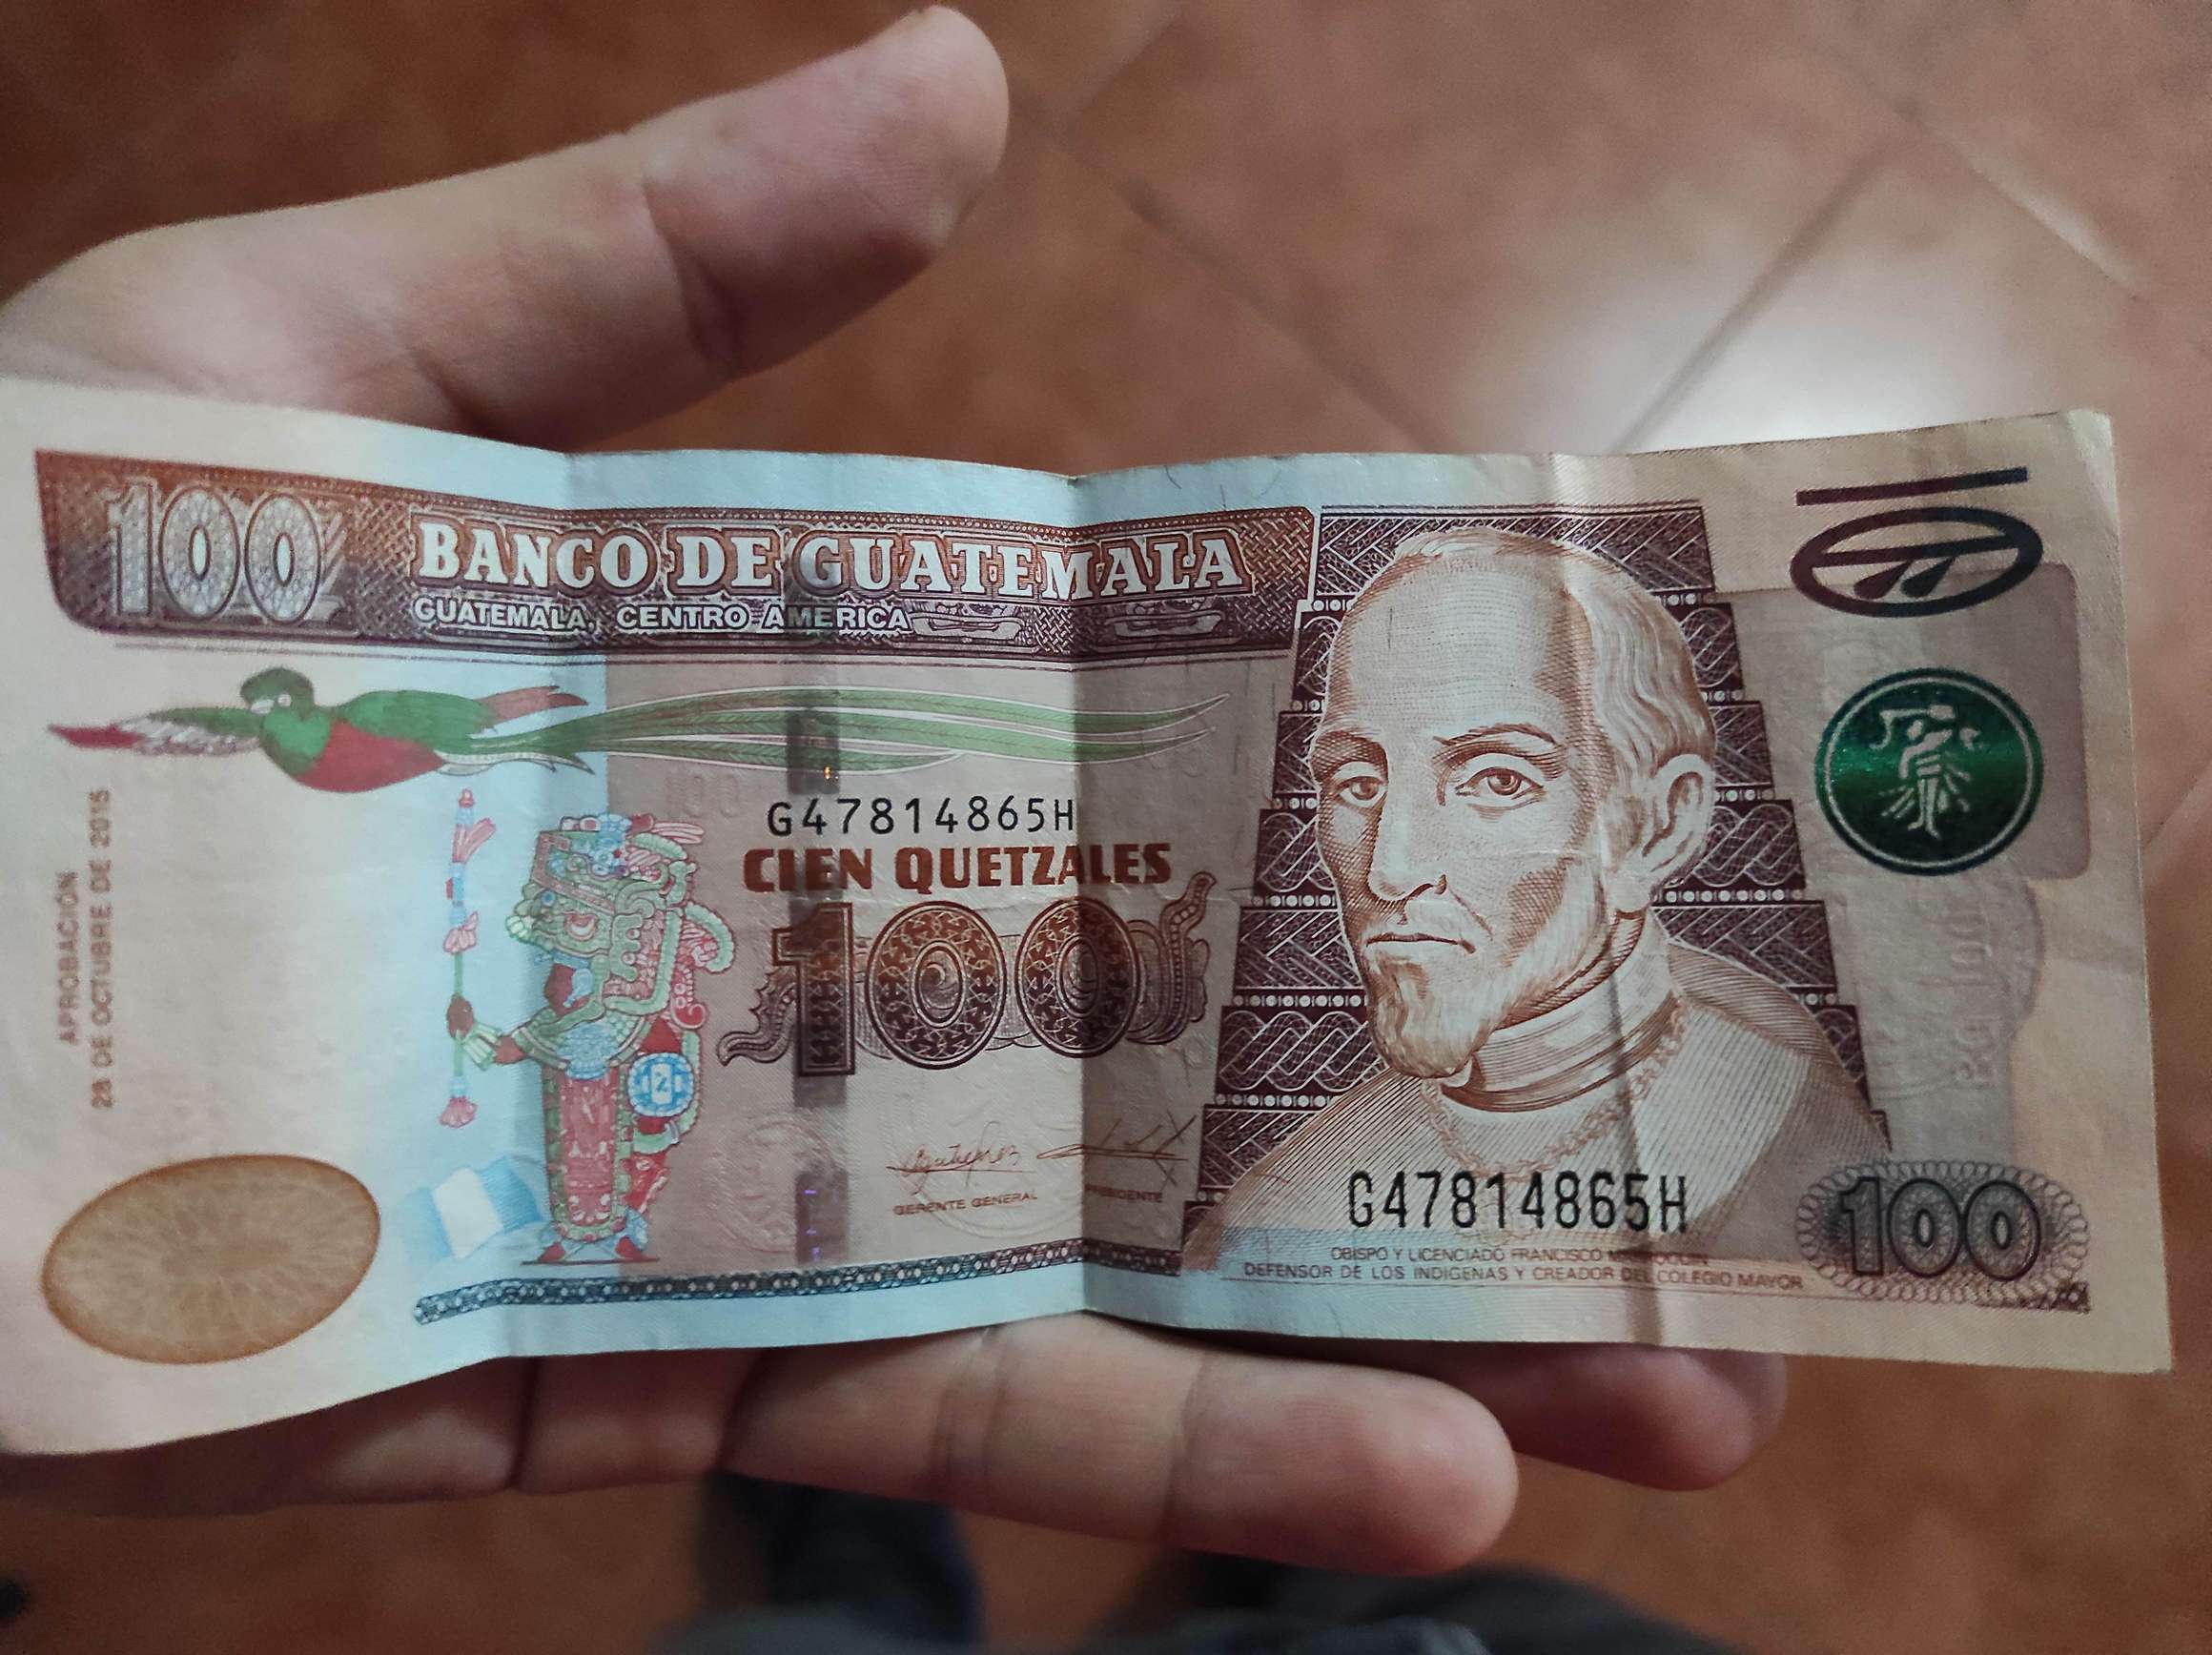 100
BANCO DE GUATEMALA
GUATEMALA, CENTRO AMERICA
APROBACIÓN
28 DE OCTUBRE DE 2015
G47814865H
CIEN QUETZALES
100
GERENTE GENERAL
PRESIDENTE
G47814865H
OBISPO Y LICENCIADO FRANCISCO
DEFENSOR DE LOS INDIGENAS Y CREADOR DEL COLEGIO MAYOR
100